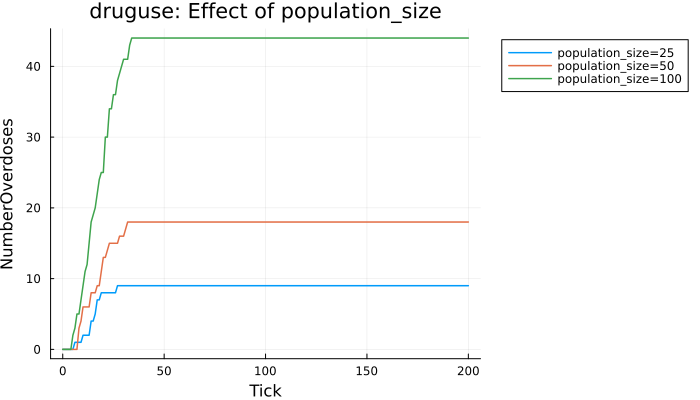 druguse: Effect of population_size
NumberOverdoses
40
30
20
10
0
0 50 100 150 200
Tick
population_size=25
population_size=50
population_size=100